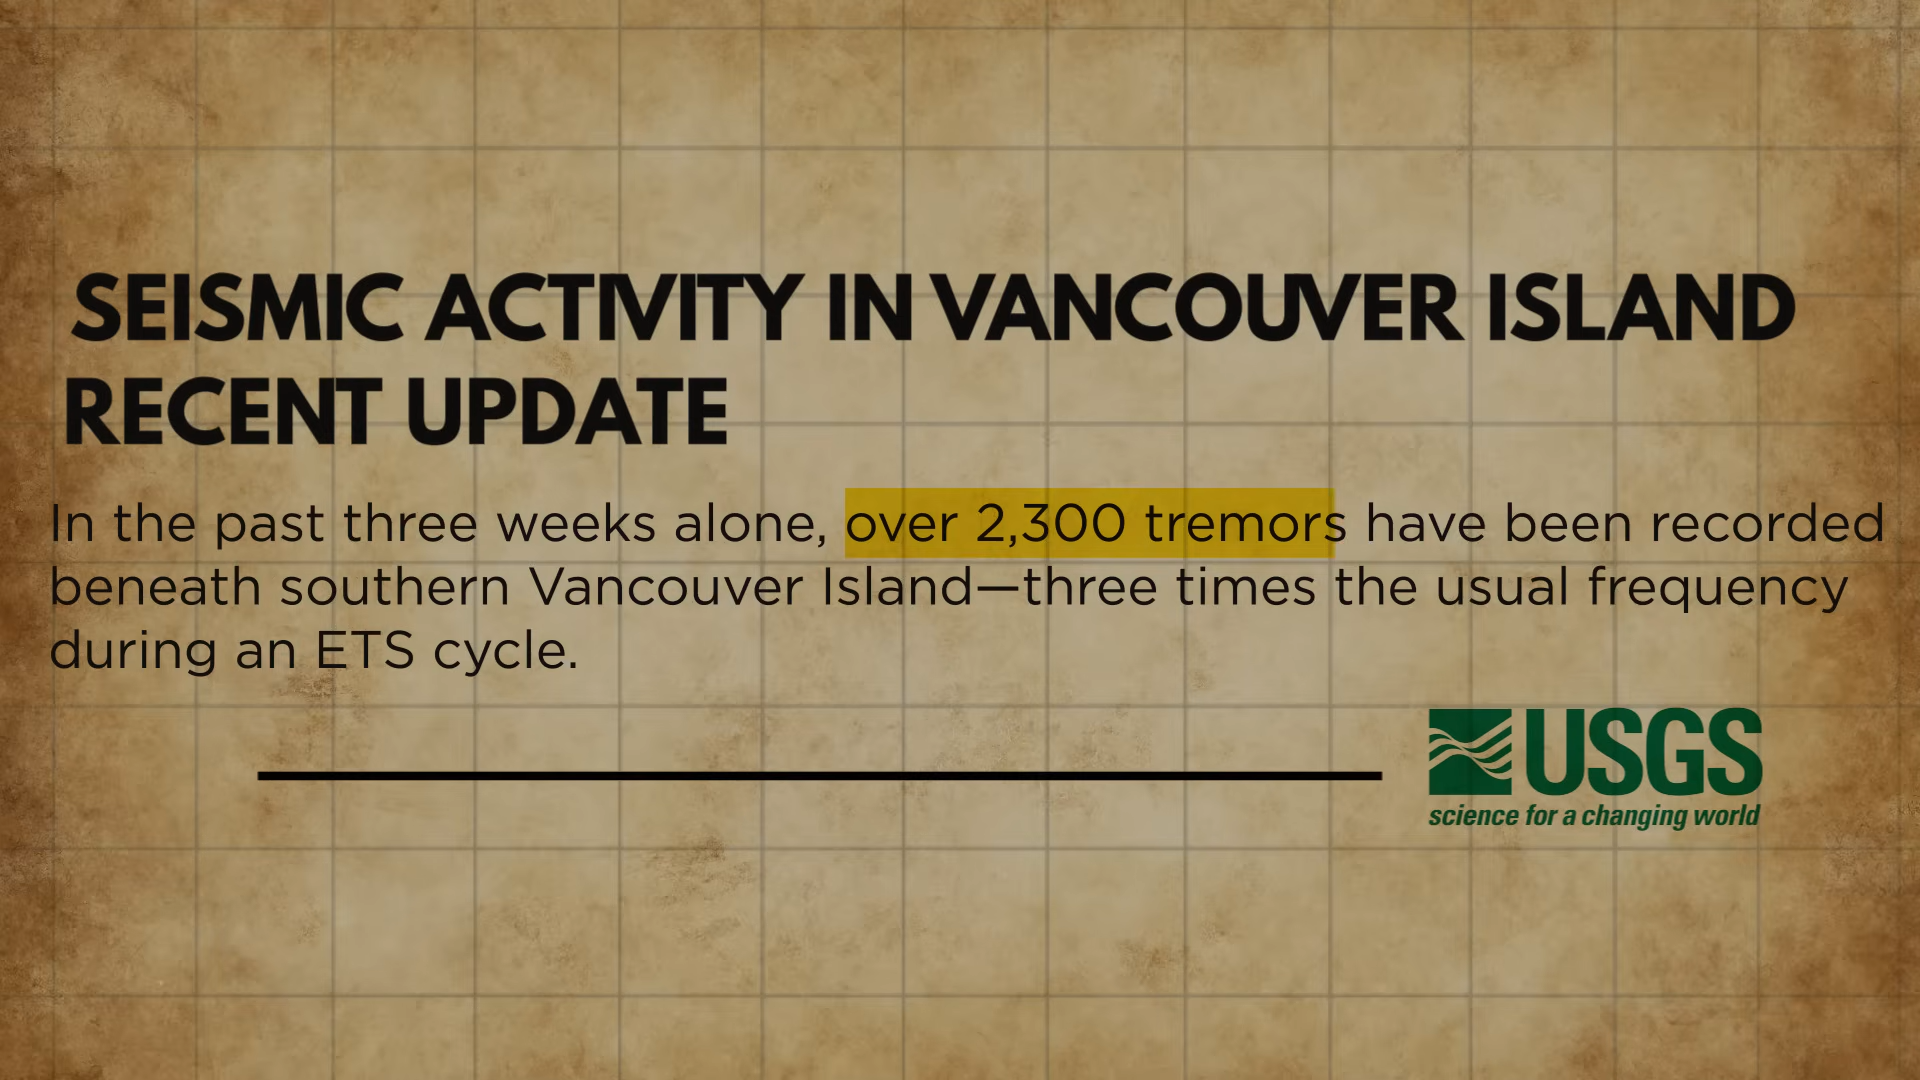 SEISMIC ACTIVITY IN VANCOUVER ISLAND
RECENT UPDATE
In the past three weeks alone, over 2,300 tremors have been recorded
beneath southern Vancouver Island—three times the usual frequency
during an ETS cycle.
USGS
science for a changing world